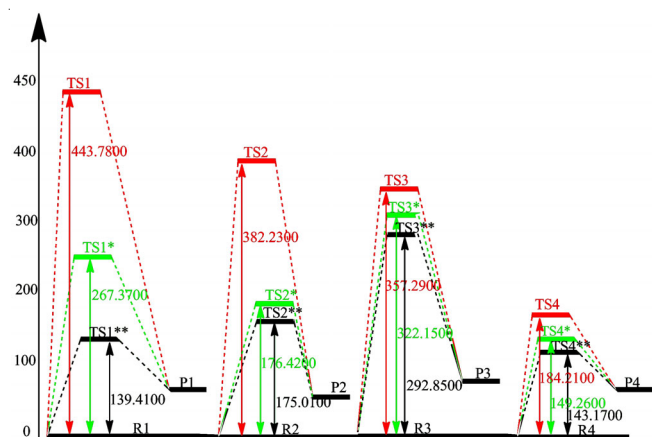 450
400
300
200
100
0
TS1
443.7800
TS1*
267.3700
TS1**
139.4100
P1
R1
TS2
382.2300
TS2*
TS2**
176.4200
175.0100
P2
R2
TS3
TS3*
TS3**
357.2900
322.1500
292.8500
P3
R3
TS4
TS4*
TS4**
184.2100
149.2600
143.1700
P4
R4